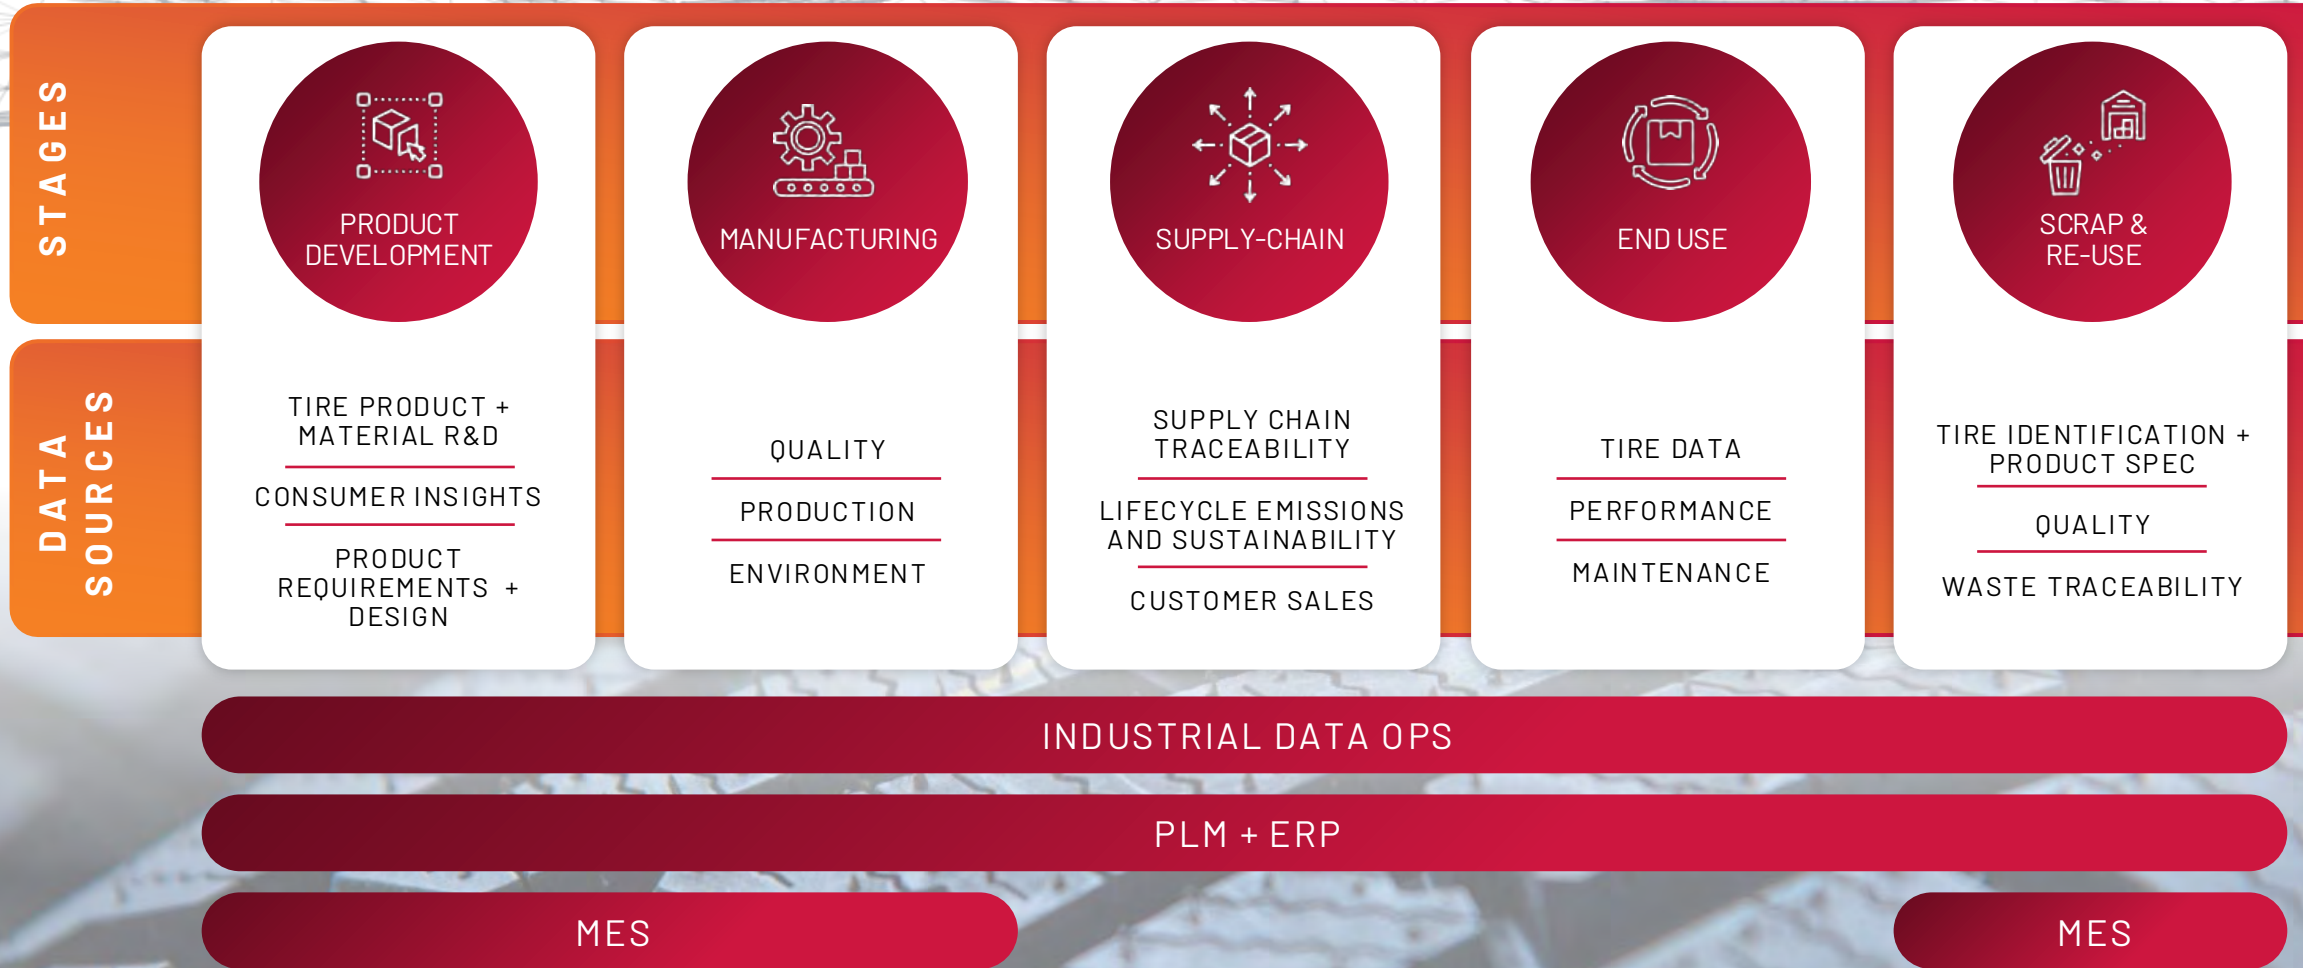 STAGES
PRODUCT
DEVELOPMENT
MANUFACTURING
SUPPLY-CHAIN
END USE
SCRAP &
RE-USE
DATA
SOURCES
TIRE PRODUCT +
MATERIAL R&D
CONSUMER INSIGHTS
PRODUCT
REQUIREMENTS +
DESIGN
QUALITY
PRODUCTION
ENVIRONMENT
SUPPLY CHAIN
TRACEABILITY
LIFECYCLE EMISSIONS
AND SUSTAINABILITY
CUSTOMER SALES
TIRE DATA
PERFORMANCE
MAINTENANCE
TIRE IDENTIFICATION +
PRODUCT SPEC
QUALITY
WASTE TRACEABILITY
INDUSTRIAL DATA OPS
PLM + ERP
MES
MES